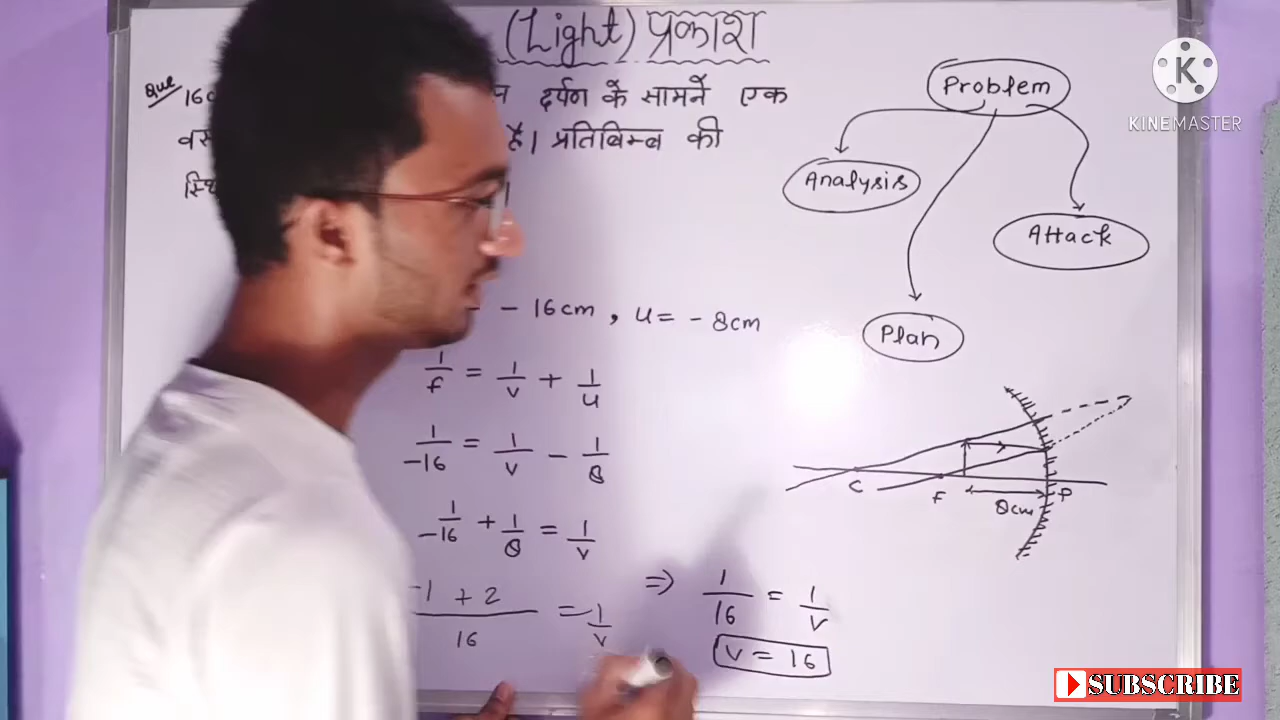 (Light) प्रकाश
Que 16
दर्पण के सामने एक
है। प्रतिबिम्ब की
- 16cm, u = - 8cm
1/f = 1/v + 1/u
1/-16 = 1/v - 1/8
-1/16 + 1/8 = 1/v
-1 + 2/16 = 1/v
⇒ 1/16 = 1/v
v = 16
Problem
Analysis
Attack
Plan
C F P
8cm
K
KINEMASTER
SUBSCRIBE